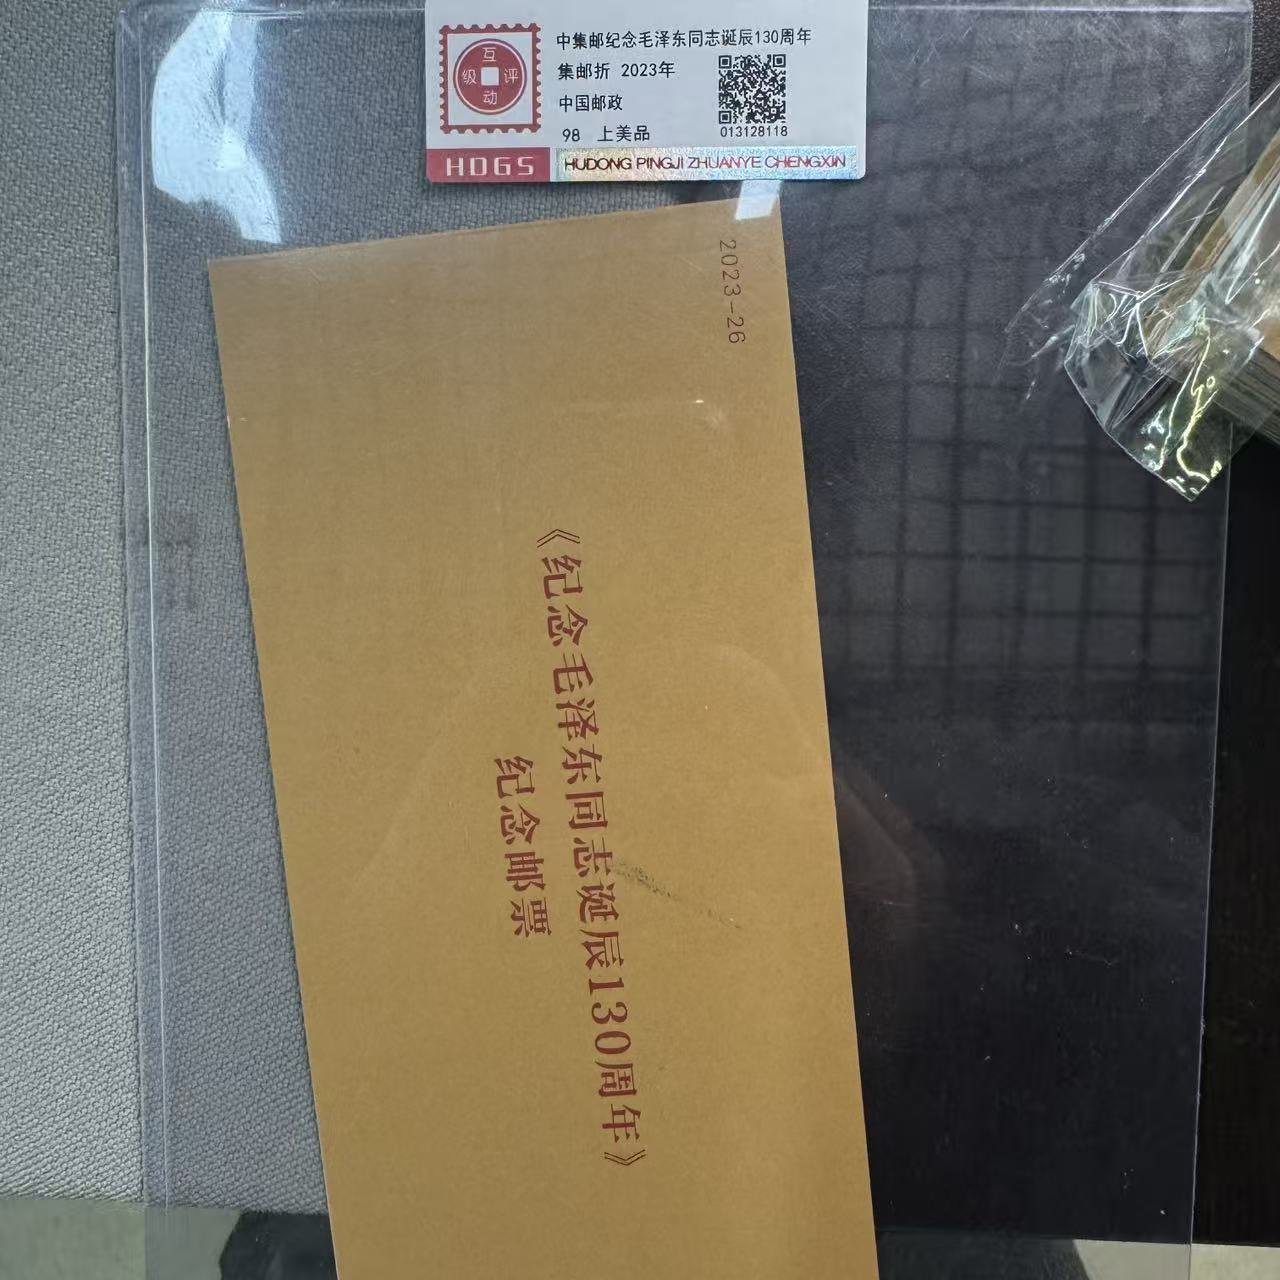 互
级 评
动
中集邮纪念毛泽东同志诞辰130周年
集邮折 2023年
中国邮政
98 上美品
013128118
HDGS
HUDONG PINGJI ZHUANYE CHENGXIN
2023-26
《纪念毛泽东同志诞辰130周年》
纪念邮票